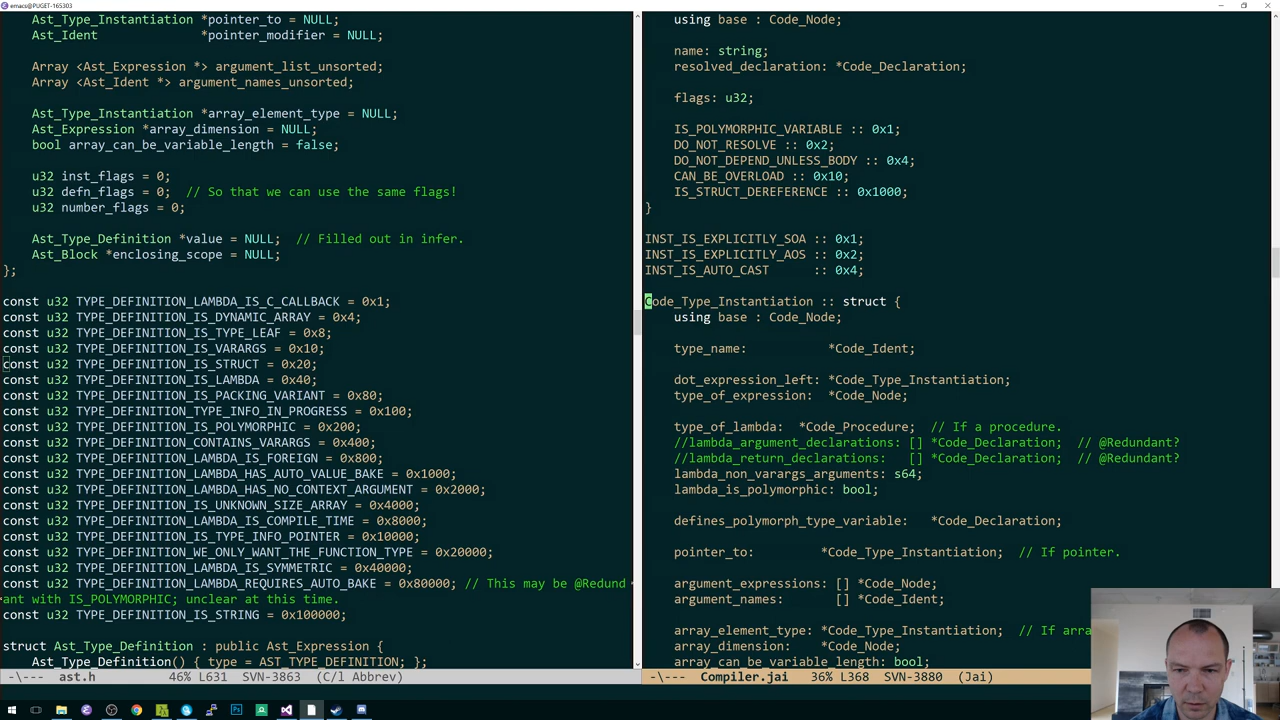 emacs@PUGET-165303
Ast_Type_Instantiation *pointer_to = NULL;
Ast_Ident *pointer_modifier = NULL;
Array <Ast_Expression *> argument_list_unsorted;
Array <Ast_Ident *> argument_names_unsorted;
Ast_Type_Instantiation *array_element_type = NULL;
Ast_Expression *array_dimension = NULL;
bool array_can_be_variable_length = false;
u32 inst_flags = 0;
u32 defn_flags = 0; // So that we can use the same flags!
u32 number_flags = 0;
Ast_Type_Definition *value = NULL; // Filled out in infer.
Ast_Block *enclosing_scope = NULL;
};
const u32 TYPE_DEFINITION_LAMBDA_IS_C_CALLBACK = 0x1;
const u32 TYPE_DEFINITION_IS_DYNAMIC_ARRAY = 0x4;
const u32 TYPE_DEFINITION_IS_TYPE_LEAF = 0x8;
const u32 TYPE_DEFINITION_IS_VARARGS = 0x10;
const u32 TYPE_DEFINITION_IS_STRUCT = 0x20;
const u32 TYPE_DEFINITION_IS_LAMBDA = 0x40;
const u32 TYPE_DEFINITION_IS_PACKING_VARIANT = 0x80;
const u32 TYPE_DEFINITION_TYPE_INFO_IN_PROGRESS = 0x100;
const u32 TYPE_DEFINITION_IS_POLYMORPHIC = 0x200;
const u32 TYPE_DEFINITION_CONTAINS_VARARGS = 0x400;
const u32 TYPE_DEFINITION_LAMBDA_IS_FOREIGN = 0x800;
const u32 TYPE_DEFINITION_LAMBDA_HAS_AUTO_VALUE_BAKE = 0x1000;
const u32 TYPE_DEFINITION_LAMBDA_HAS_NO_CONTEXT_ARGUMENT = 0x2000;
const u32 TYPE_DEFINITION_IS_UNKNOWN_SIZE_ARRAY = 0x4000;
const u32 TYPE_DEFINITION_LAMBDA_IS_COMPILE_TIME = 0x8000;
const u32 TYPE_DEFINITION_IS_TYPE_INFO_POINTER = 0x10000;
const u32 TYPE_DEFINITION_WE_ONLY_WANT_THE_FUNCTION_TYPE = 0x20000;
const u32 TYPE_DEFINITION_LAMBDA_IS_SYMMETRIC = 0x40000;
const u32 TYPE_DEFINITION_LAMBDA_REQUIRES_AUTO_BAKE = 0x80000; // This may be @Redund
ant with IS_POLYMORPHIC; unclear at this time.
const u32 TYPE_DEFINITION_IS_STRING = 0x100000;
struct Ast_Type_Definition : public Ast_Expression {
Ast_Type_Definition() { type = AST_TYPE_DEFINITION; };
-\--- ast.h 46% L631 SVN-3863 (C/l Abbrev)
using base : Code_Node;
name: string;
resolved_declaration: *Code_Declaration;
flags: u32;
IS_POLYMORPHIC_VARIABLE :: 0x1;
DO_NOT_RESOLVE :: 0x2;
DO_NOT_DEPEND_UNLESS_BODY :: 0x4;
CAN_BE_OVERLOAD :: 0x10;
IS_STRUCT_DEREFERENCE :: 0x1000;
}
INST_IS_EXPLICITLY_SOA :: 0x1;
INST_IS_EXPLICITLY_AOS :: 0x2;
INST_IS_AUTO_CAST :: 0x4;
Code_Type_Instantiation :: struct {
using base : Code_Node;
type_name: *Code_Ident;
dot_expression_left: *Code_Type_Instantiation;
type_of_expression: *Code_Node;
type_of_lambda: *Code_Procedure; // If a procedure.
//lambda_argument_declarations: [] *Code_Declaration; // @Redundant?
//lambda_return_declarations: [] *Code_Declaration; // @Redundant?
lambda_non_varargs_arguments: s64;
lambda_is_polymorphic: bool;
defines_polymorph_type_variable: *Code_Declaration;
pointer_to: *Code_Type_Instantiation; // If pointer.
argument_expressions: [] *Code_Node;
argument_names: [] *Code_Ident;
array_element_type: *Code_Type_Instantiation; // If arra
array_dimension: *Code_Node;
array_can_be_variable_length: bool;
-\--- Compiler.jai 36% L368 SVN-3880 (Jai)